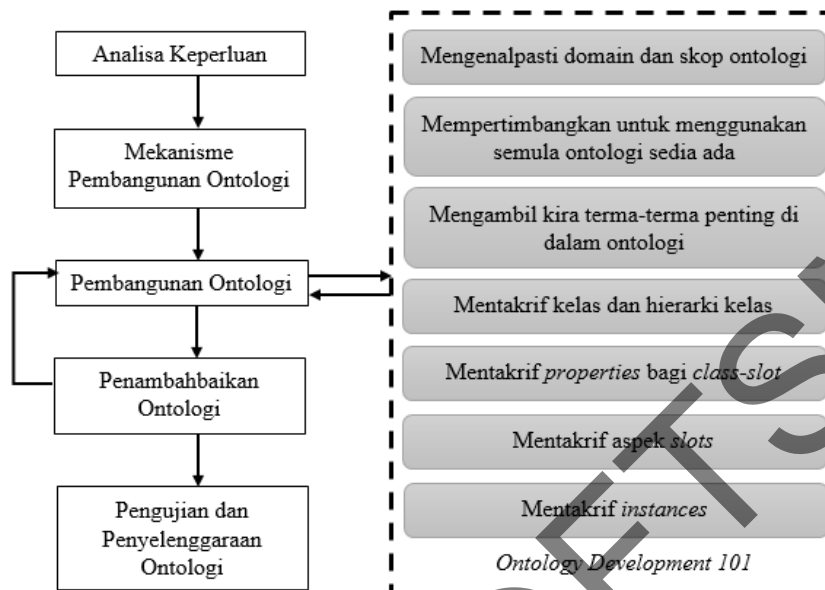 Analisa Keperluan
Mekanisme
Pembangunan Ontologi
Pembangunan Ontologi
Penambahbaikan
Ontologi
Pengujian dan
Penyelenggaraan
Ontologi
Mengenalpasti domain dan skop ontologi
Mempertimbangkan untuk menggunakan
semula ontologi sedia ada
Mengambil kira terma-terma penting di
dalam ontologi
Mentakrif kelas dan hierarki kelas
Mentakrif properties bagi class-slot
Mentakrif aspek slots
Mentakrif instances
Ontology Development 101